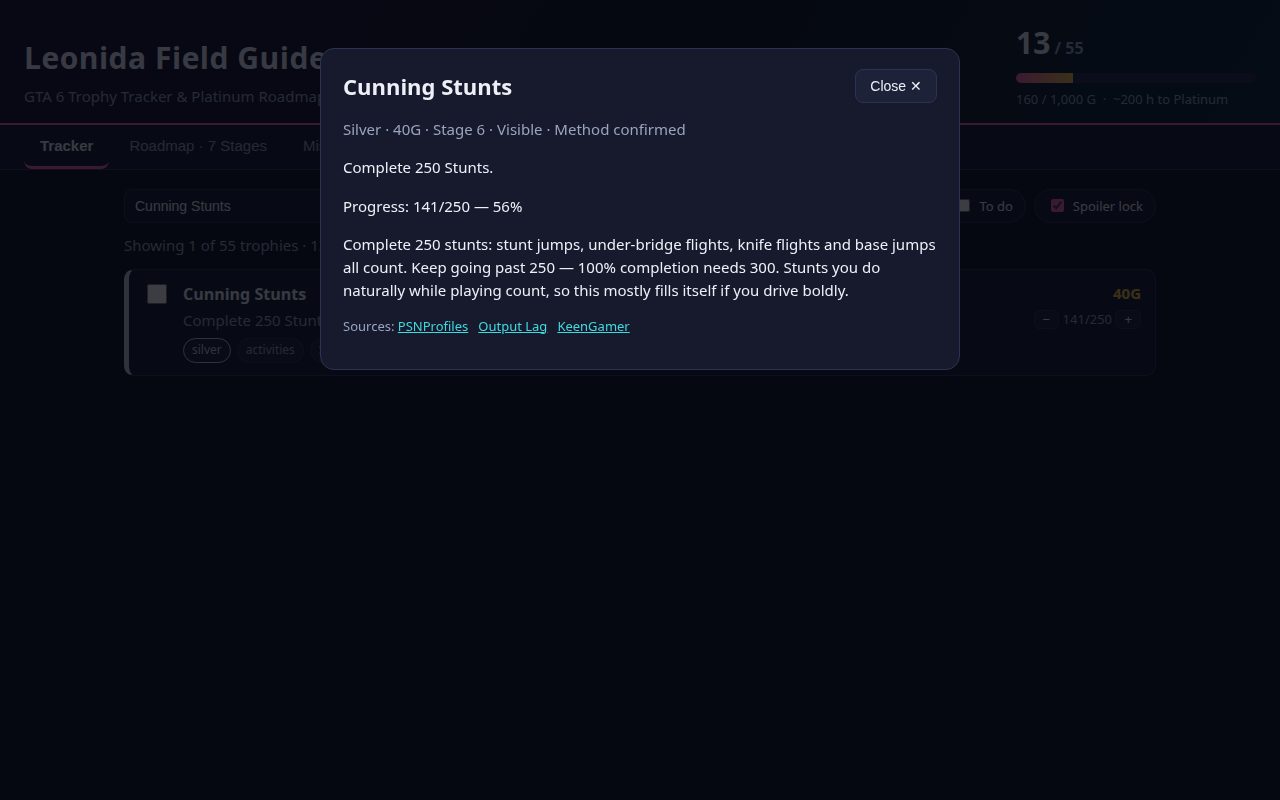 Leonida Field Guide
GTA 6 Trophy Tracker & Platinum Roadmap
13 / 55
160 / 1,000 G · ~200 h to Platinum
Tracker
Roadmap · 7 Stages
Cunning Stunts
Close ✕
Silver · 40G · Stage 6 · Visible · Method confirmed
Complete 250 Stunts.
Progress: 141/250 — 56%
Complete 250 stunts: stunt jumps, under-bridge flights, knife flights and base jumps
all count. Keep going past 250 — 100% completion needs 300. Stunts you do
naturally while playing count, so this mostly fills itself if you drive boldly.
Sources: PSNProfiles Output Lag KeenGamer
Cunning Stunts
To do
Spoiler lock
Showing 1 of 55 trophies ·
Cunning Stunts
40G
Complete 250
− 141/250 +
silver
activities